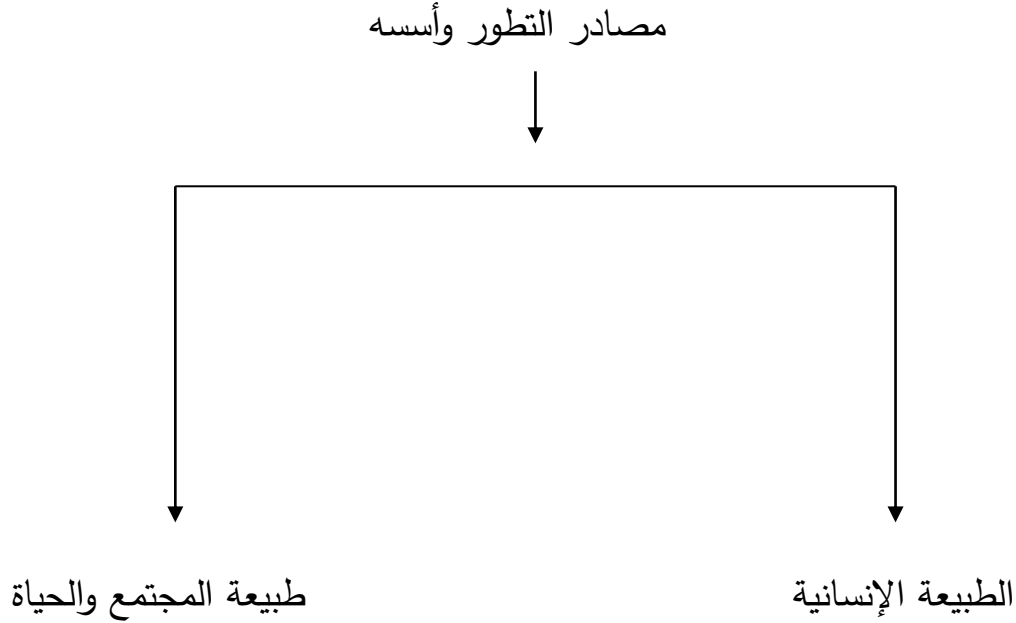 مصادر التطور وأسسه
الطبيعة الإنسانية
طبيعة المجتمع والحياة